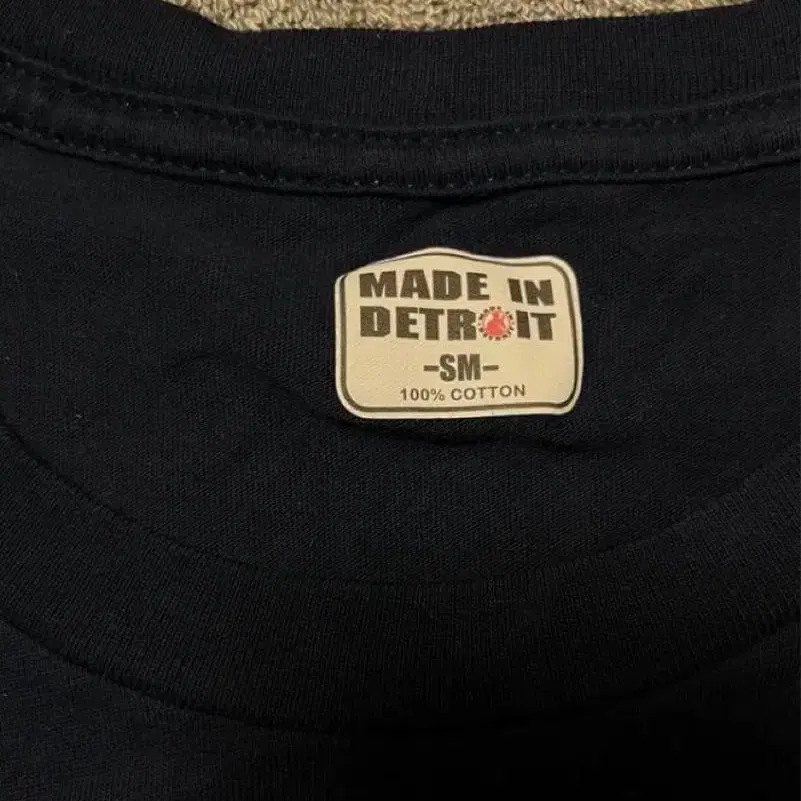 MADE IN
DETROIT
-SM-
100% COTTON